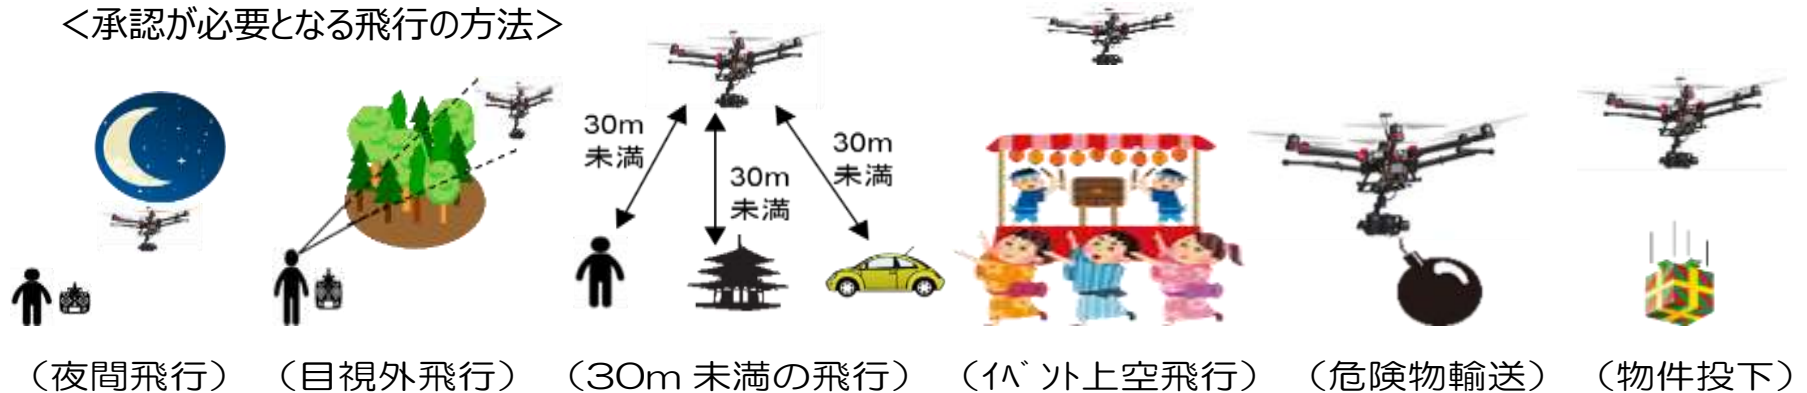 ＜承認が必要となる飛行の方法＞
30m
未満
30m
未満
30m
未満
（夜間飛行）
（目視外飛行）
（30m 未満の飛行）
（ｲﾍﾞﾝﾄ上空飛行）
（危険物輸送）
（物件投下）